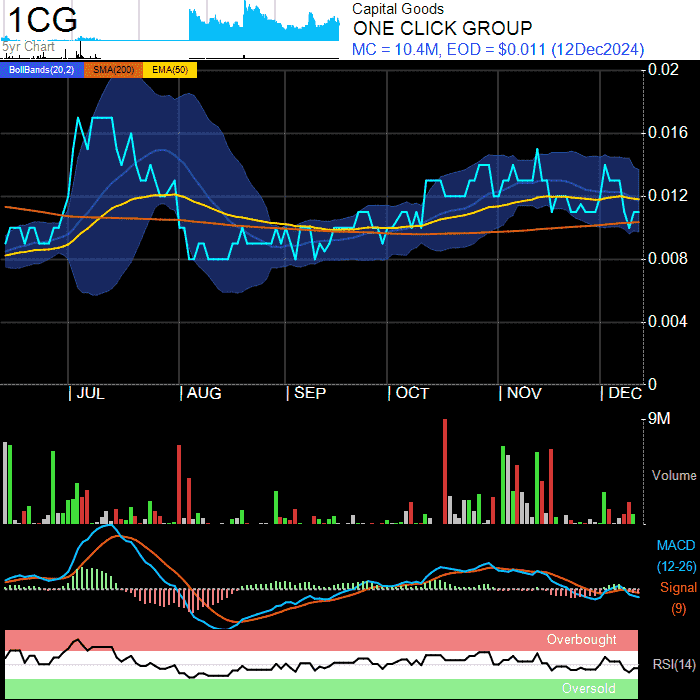 1CG
5yr Chart
Capital Goods
ONE CLICK GROUP
MC = 10.4M, EOD = $0.011 (12Dec2024)
BollBands(20,2) SMA(200) EMA(50)
0.02
0.016
0.012
0.008
0.004
0
JUL AUG SEP OCT NOV DEC
9M
Volume
MACD
(12-26)
Signal
(9)
Overbought
RSI(14)
Oversold